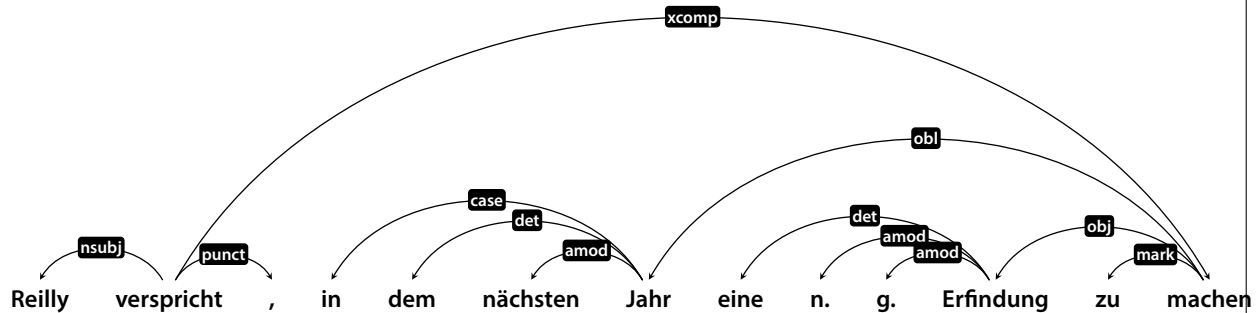 xcomp
obl
case
det det
nsubj punct amod amod amod obj mark
Reilly verspricht , in dem nächsten Jahr eine n. g. Erfindung zu machen